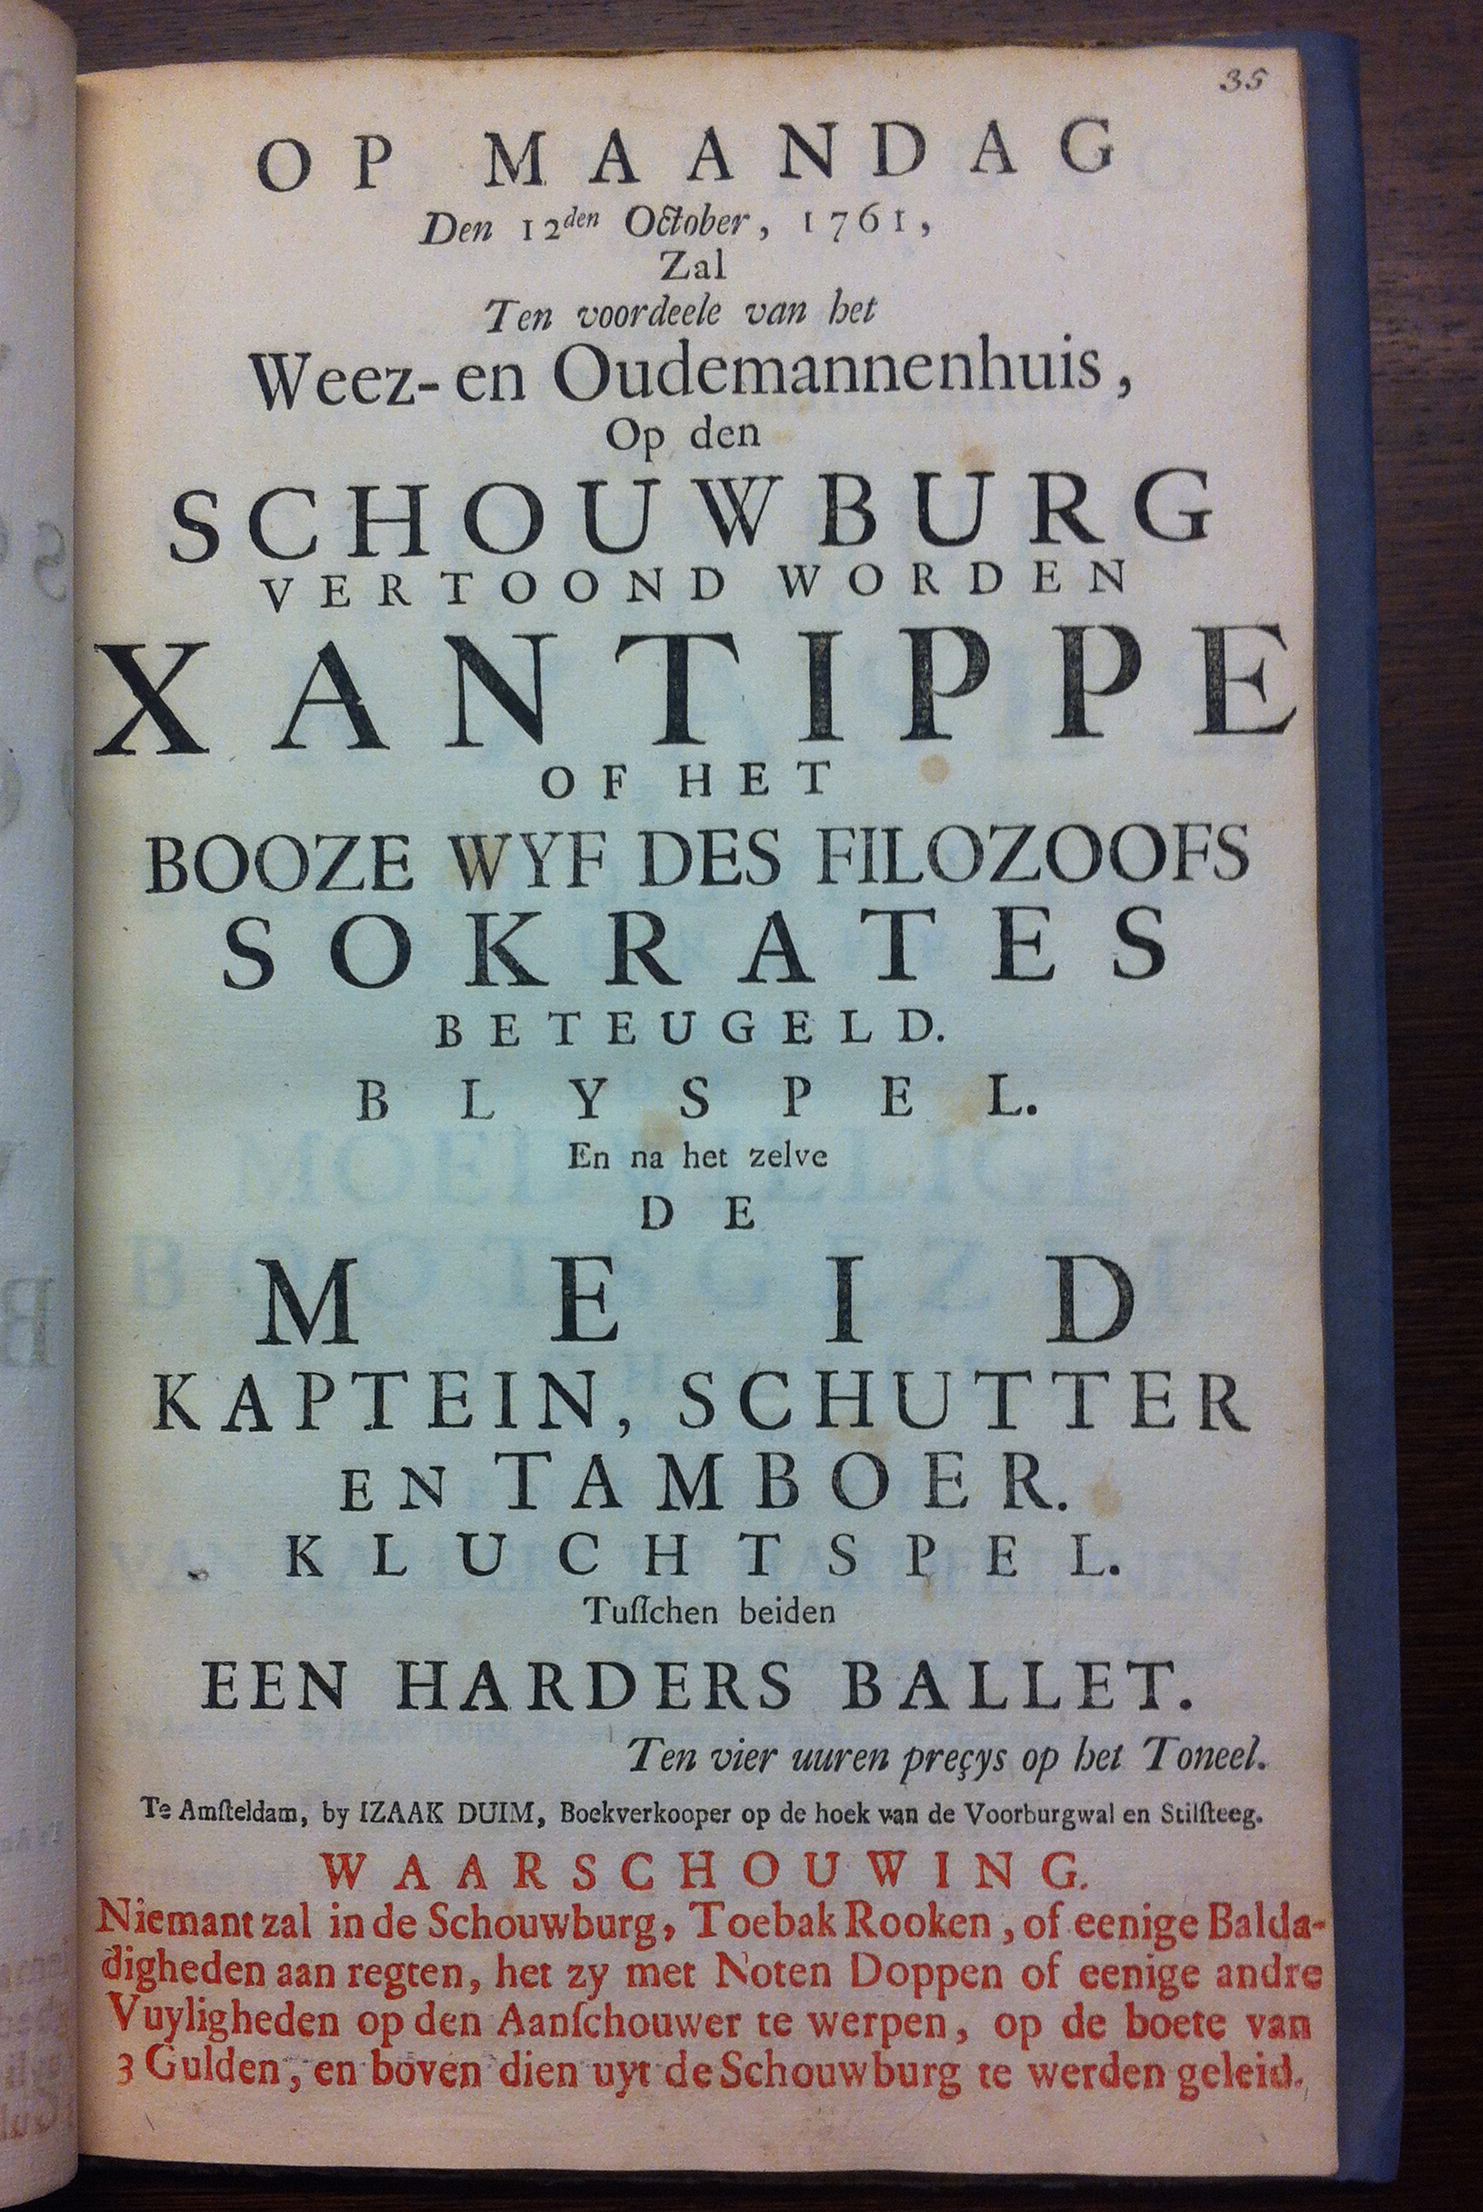 35
OP MAANDAG
Den 12den October, 1761,
Zal
Ten voordeele van het
Weez- en Oudemannenhuis,
Op den
SCHOUWBURG
VERTOOND WORDEN
XANTIPPE
OF HET
BOOZE WYF DES FILOZOOFS
SOKRATES
BETEUGELD.
BLYSPEL.
En na het zelve
DE
MEID
KAPTEIN, SCHUTTER
EN TAMBOER.
KLUCHTSPEL.
Tuſſchen beiden
EEN HARDERS BALLET.
Ten vier uuren preçys op het Toneel.
Te Amſteldam, by IZAAK DUIM, Boekverkooper op de hoek van de Voorburgwal en Stilſteeg.
WAARSCHOUWING.
Niemant zal in de Schouwburg, Toebak Rooken, of eenige Balda-
digheden aan regten, het zy met Noten Doppen of eenige andre
Vuyligheden op den Aanſchouwer te werpen, op de boete van
3 Gulden, en boven dien uyt de Schouwburg te werden geleid.